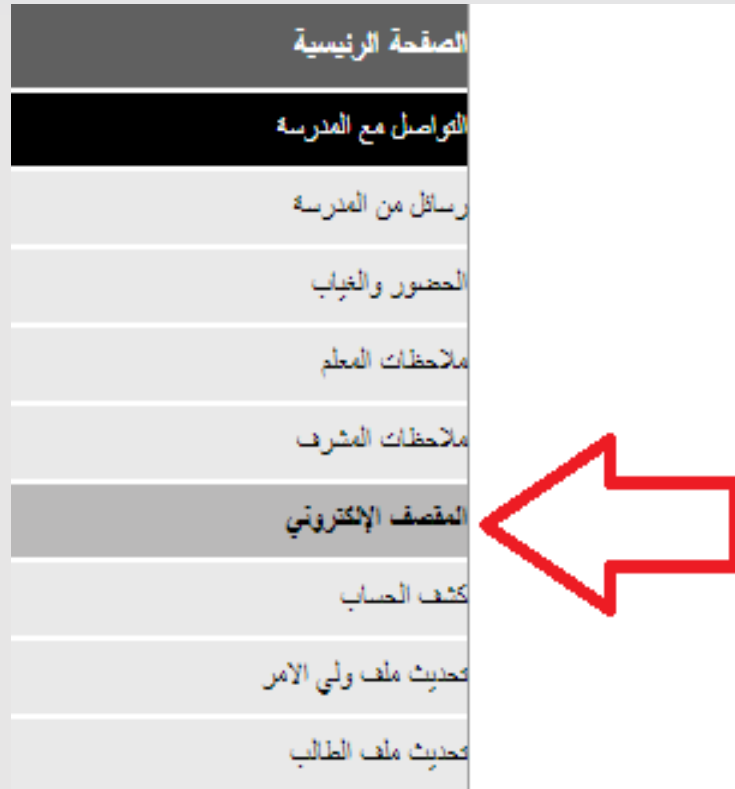 الصفحة الرئيسية
التواصل مع المدرسة
رسائل من المدرسة
الحضور والغياب
ملاحظات المعلم
ملاحظات المشرف
المقصف الإلكتروني
كشف الحساب
تحديث ملف ولي الامر
تحديث ملف الطالب